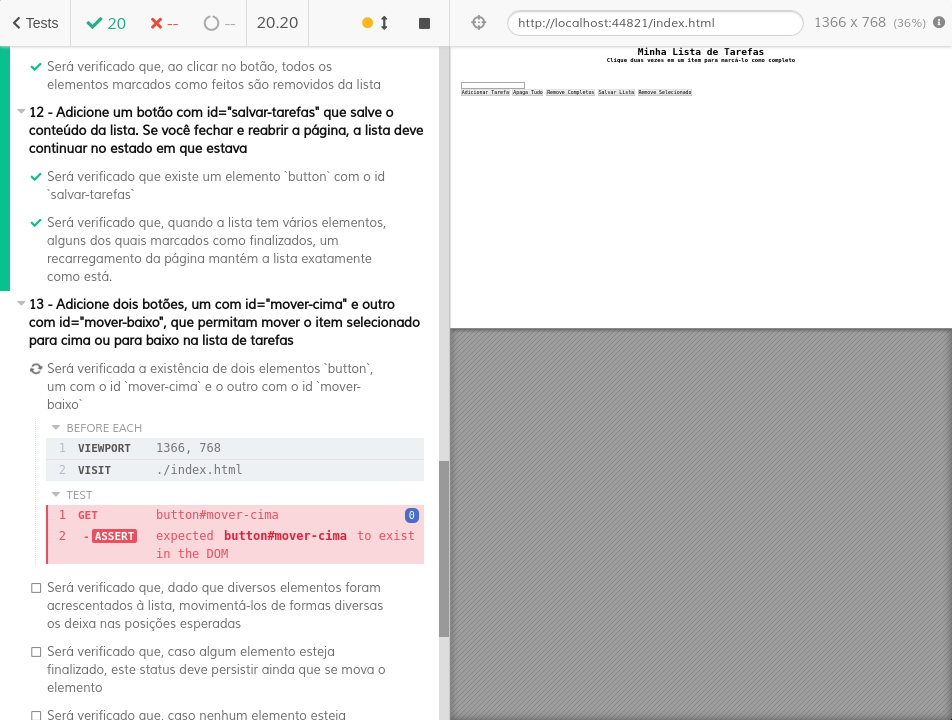 Tests
20
--
--
20.20
http://localhost:44821/index.html
1366 x 768 (36%)
Será verificado que, ao clicar no botão, todos os
elementos marcados como feitos são removidos da lista
12 - Adicione um botão com id="salvar-tarefas" que salve o
conteúdo da lista. Se você fechar e reabrir a página, a lista deve
continuar no estado em que estava
Será verificado que existe um elemento `button` com o id
`salvar-tarefas`
Será verificado que, quando a lista tem vários elementos,
alguns dos quais marcados como finalizados, um
recarregamento da página mantém a lista exatamente
como está.
13 - Adicione dois botões, um com id="mover-cima" e outro
com id="mover-baixo", que permitam mover o item selecionado
para cima ou para baixo na lista de tarefas
Será verificada a existência de dois elementos `button`,
um com o id `mover-cima` e o outro com o id `mover-
baixo`
BEFORE EACH
1 VIEWPORT 1366, 768
2 VISIT ./index.html
TEST
1 GET button#mover-cima 0
2 -ASSERT expected button#mover-cima to exist
in the DOM
Será verificado que, dado que diversos elementos foram
acrescentados à lista, movimentá-los de formas diversas
os deixa nas posições esperadas
Será verificado que, caso algum elemento esteja
finalizado, este status deve persistir ainda que se mova o
elemento
Será verificado que, caso nenhum elemento esteja
Minha Lista de Tarefas
Clique duas vezes em um item para marcá-lo como completo
Adicionar Tarefa Apaga Tudo Remove Completos Salvar Lista Remove Selecionado